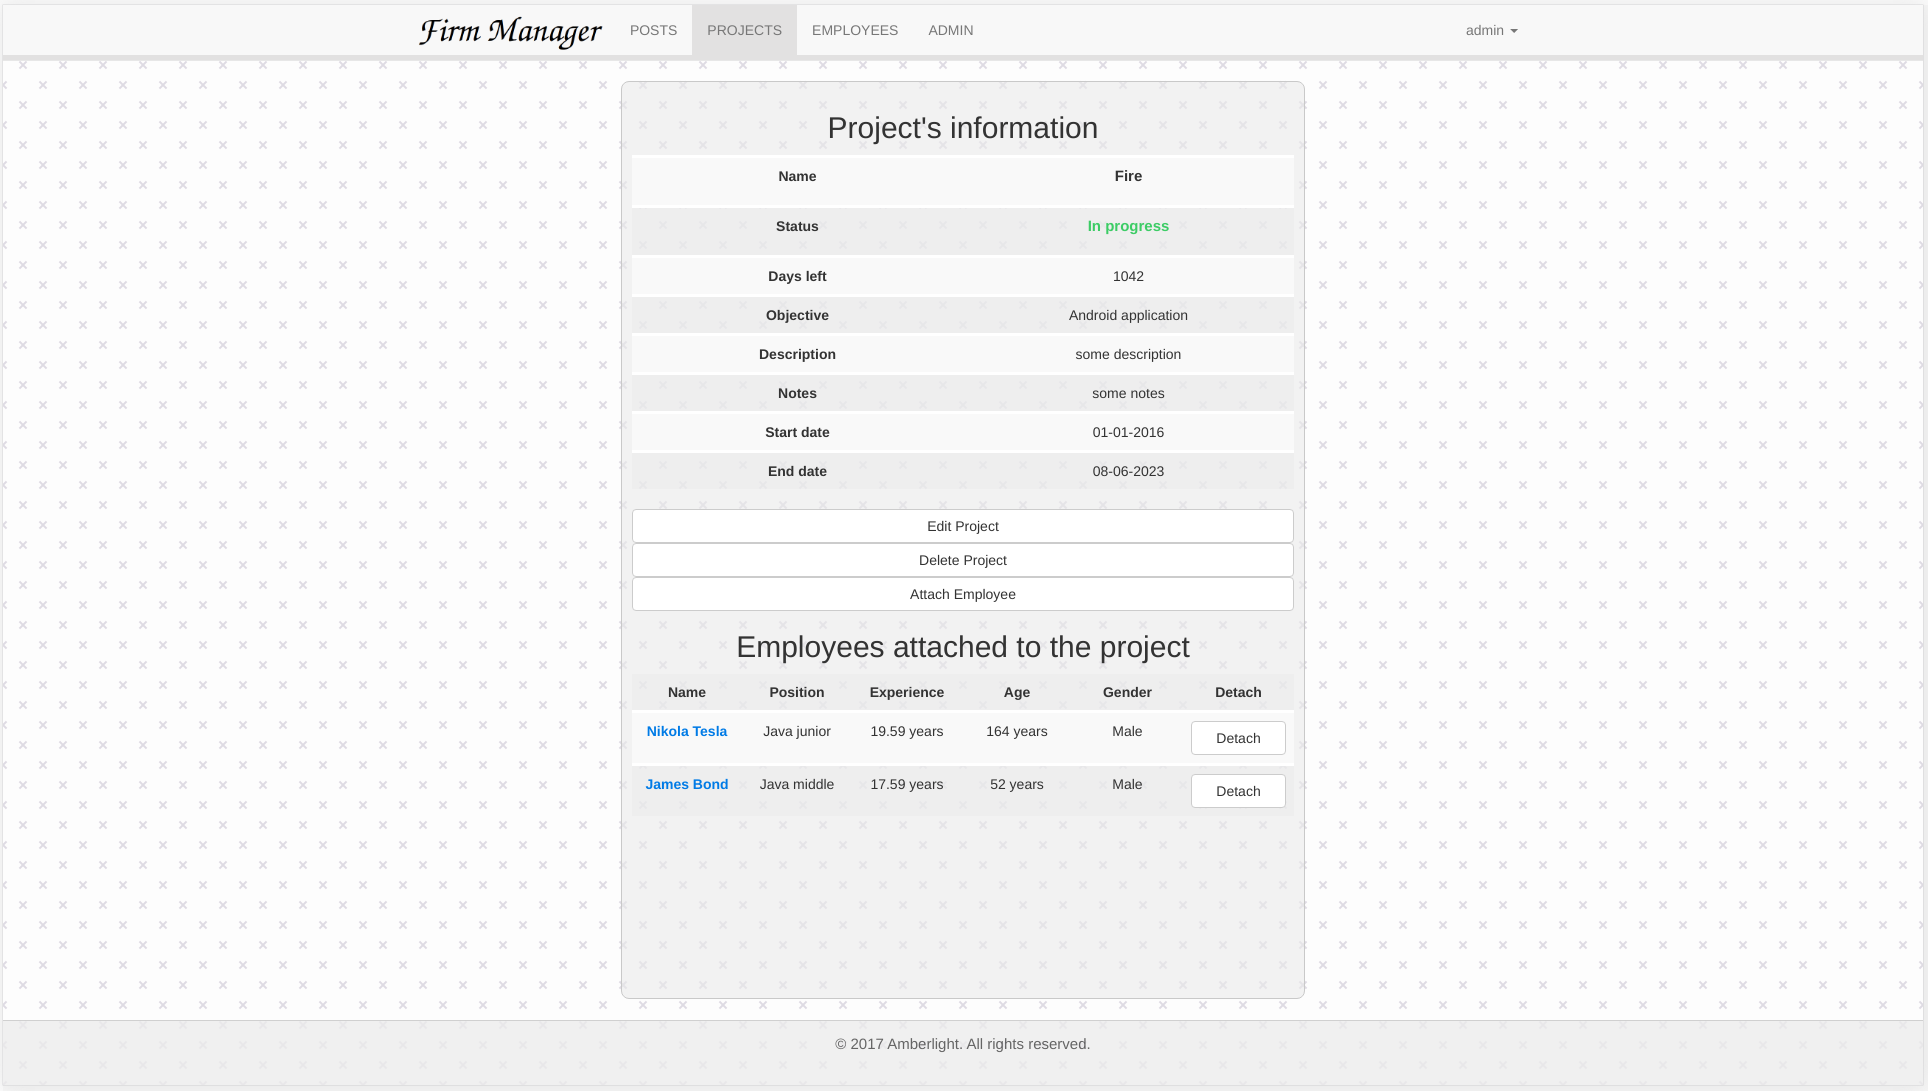 Firm Manager POSTS PROJECTS EMPLOYEES ADMIN admin
Project's information
Name Fire
Status In progress
Days left 1042
Objective Android application
Description some description
Notes some notes
Start date 01-01-2016
End date 08-06-2023
Edit Project
Delete Project
Attach Employee
Employees attached to the project
Name Position Experience Age Gender Detach
Nikola Tesla Java junior 19.59 years 164 years Male Detach
James Bond Java middle 17.59 years 52 years Male Detach
© 2017 Amberlight. All rights reserved.